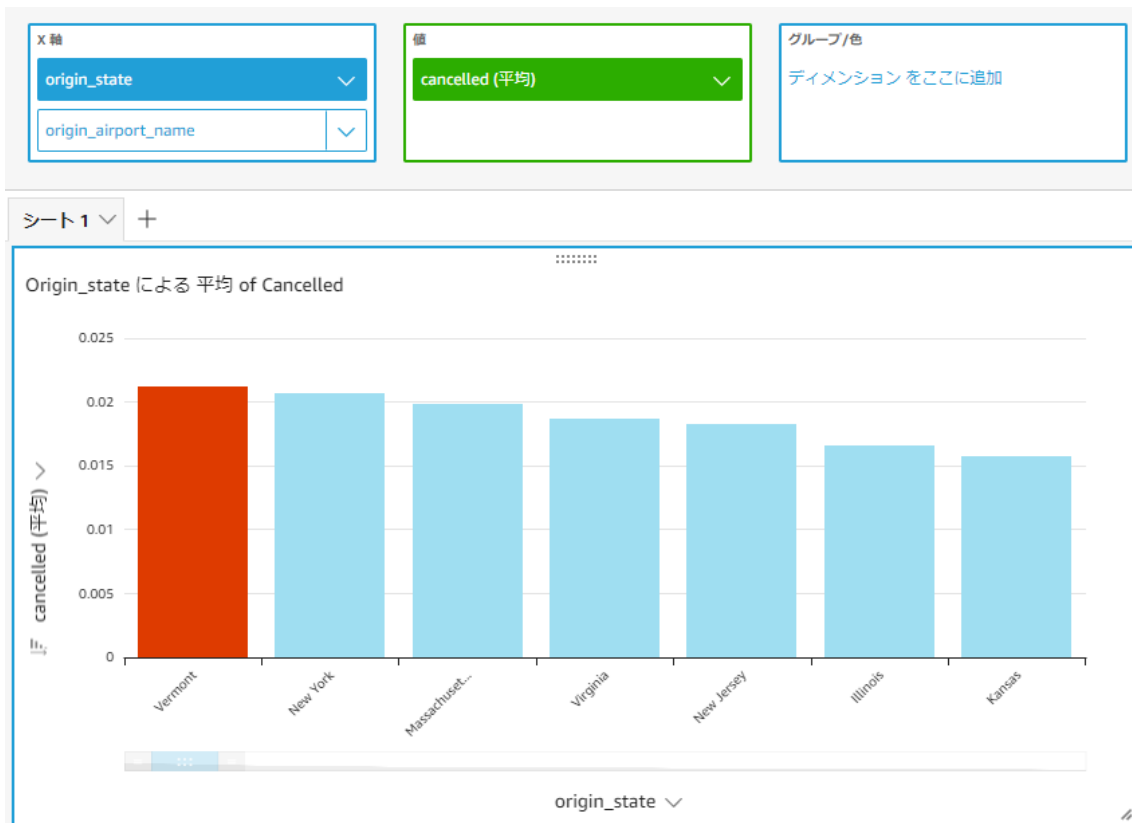 X 軸
値
グループ/色
origin_state
cancelled (平均)
ディメンション をここに追加
origin_airport_name
シート 1
Origin_state による 平均 of Cancelled
0.025
0.02
0.015
0.01
0.005
0
cancelled (平均)
Vermont
New York
Massachuset...
Virginia
New Jersey
Illinois
Kansas
origin_state